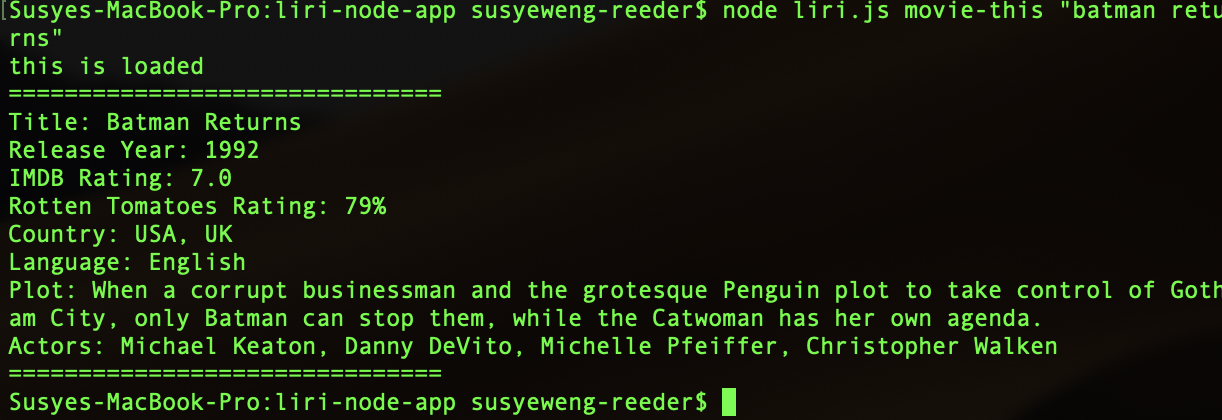 [Susyes-MacBook-Pro:liri-node-app susyeweng-reeder$ node liri.js movie-this "batman retu
rns"
this is loaded
===============================
Title: Batman Returns
Release Year: 1992
IMDB Rating: 7.0
Rotten Tomatoes Rating: 79%
Country: USA, UK
Language: English
Plot: When a corrupt businessman and the grotesque Penguin plot to take control of Goth
am City, only Batman can stop them, while the Catwoman has her own agenda.
Actors: Michael Keaton, Danny DeVito, Michelle Pfeiffer, Christopher Walken
===============================
Susyes-MacBook-Pro:liri-node-app susyeweng-reeder$